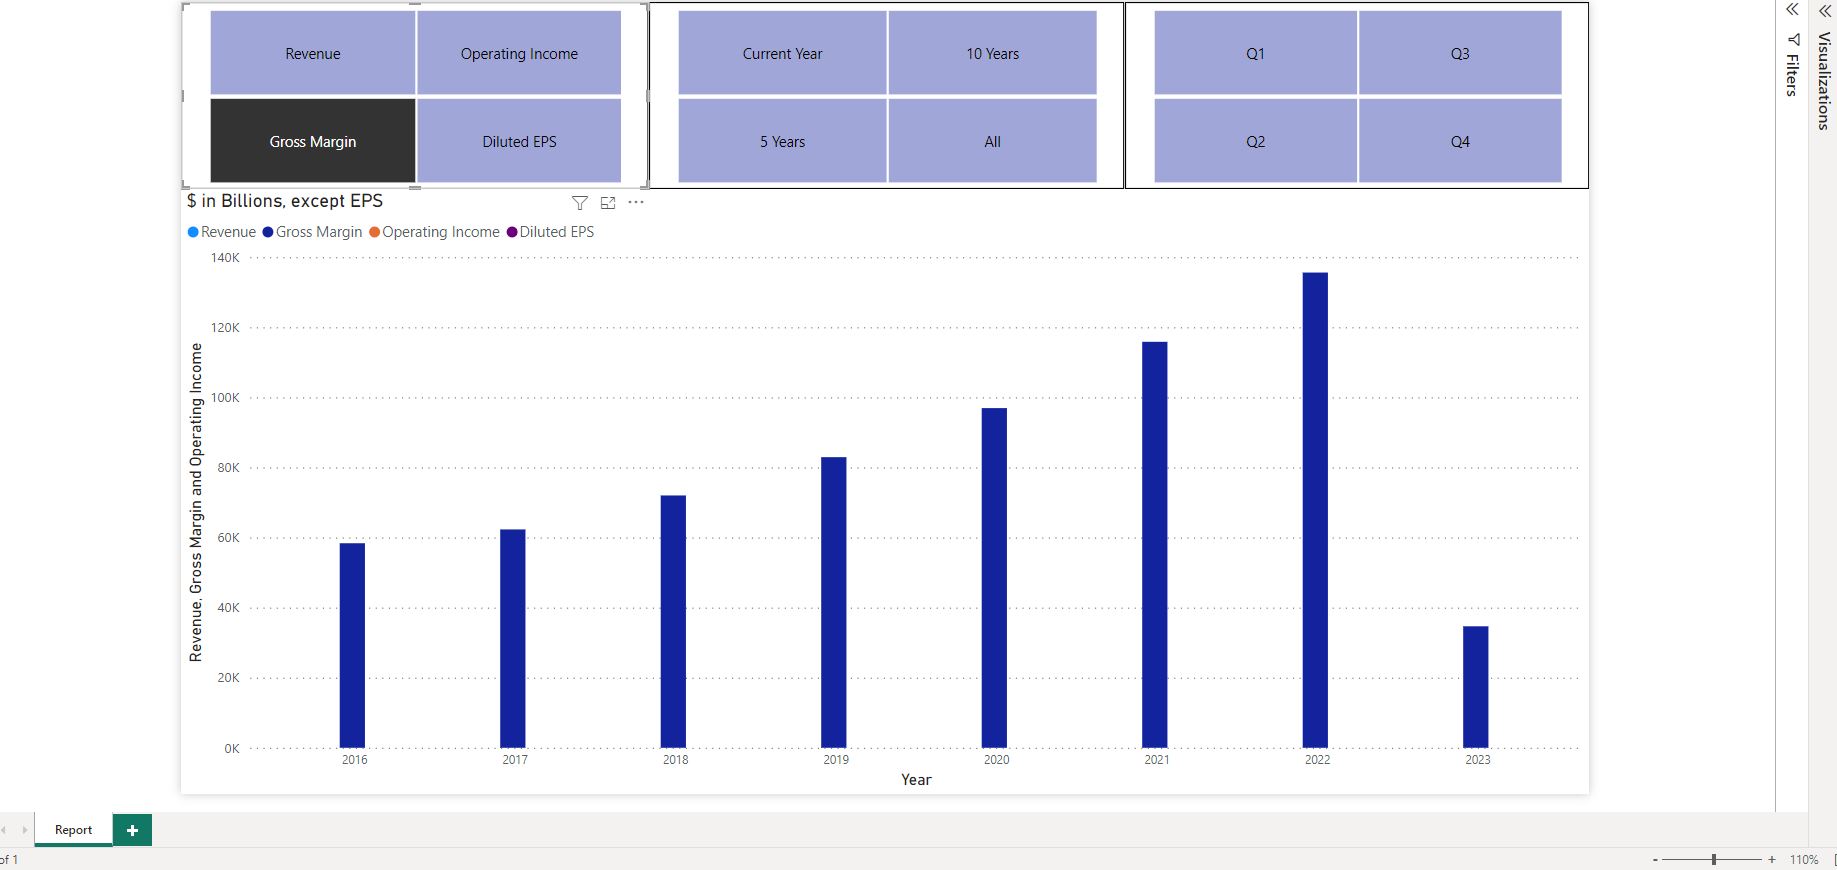 Revenue Operating Income
Gross Margin Diluted EPS
Current Year 10 Years
5 Years All
Q1 Q3
Q2 Q4
Filters
Visualizations
$ in Billions, except EPS
Revenue Gross Margin Operating Income Diluted EPS
Revenue, Gross Margin and Operating Income
140K
120K
100K
80K
60K
40K
20K
0K
2016 2017 2018 2019 2020 2021 2022 2023
Year
Report +
of 1
- + 110%